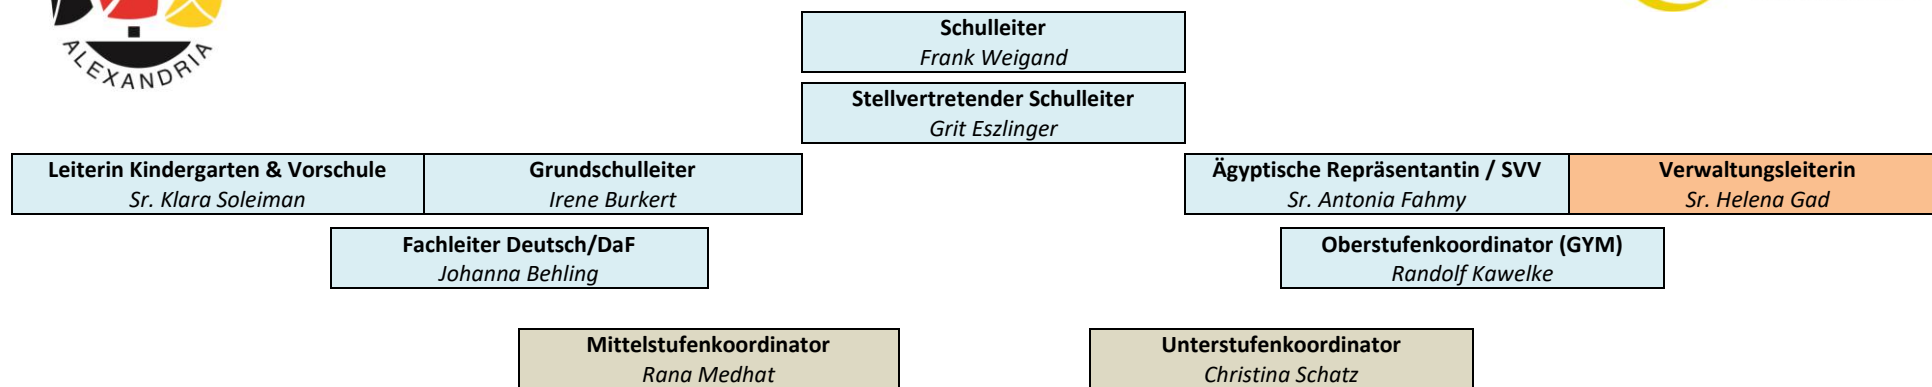 ALEXANDRIA
Schulleiter
Frank Weigand
Stellvertretender Schulleiter
Grit Eszlinger
Leiterin Kindergarten & Vorschule
Sr. Klara Soleiman
Grundschulleiter
Irene Burkert
Ägyptische Repräsentantin / SVV
Sr. Antonia Fahmy
Verwaltungsleiterin
Sr. Helena Gad
Fachleiter Deutsch/DaF
Johanna Behling
Oberstufenkoordinator (GYM)
Randolf Kawelke
Mittelstufenkoordinator
Rana Medhat
Unterstufenkoordinator
Christina Schatz